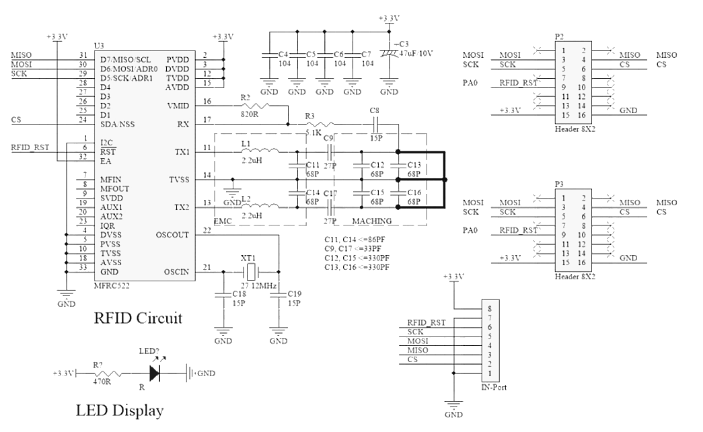 +3.3V
U3
+3.3V
MISO 31 D7/MISO/SCL PVDD 2
MOSI 30 D6/MOSI/ADR0 DVDD 3
SCK 29 D5/SCK/ADR1 TVDD 12
28 D4 AVDD 15
27 D3
26 D2 VMID 16
25 D1
CS 24 SDA NSS RX 17
1 I2C
RFID_RST 6 RST TX1 11
32 EA
7 MFIN TVSS 14
8 MFOUT
9 SVDD
19 AUX1 TX2 13
20 AUX2
23 IQR
4 DVSS OSCOUT 22
5 PVSS
10 TVSS
18 AVSS
33 GND OSCIN 21
MFRC522
GND
+3.3V
C4 104
C5 104
C6 104
C7 104
C3 47uF/10V
GND GND GND GND GND
R2 820R
R3 5.1K
C8 15P
L1 2.2uH
C9 27P
C11 68P
C12 68P
C13 68P
GND
C14 68P
C15 68P
C16 68P
L2 2.2uH
C17 27P
EMC
MACHING
C11, C14 <=86PF
C9, C17 <=33PF
C12, C15 <=330PF
C13, C16 <=330PF
XT1 27.12MHz
C18 15P
C19 15P
GND GND
RFID Circuit
LED?
+3.3V R? 470R R GND
LED Display
P2
MOSI MOSI 1 2 MISO MISO
SCK SCK 3 4 CS CS
5 6
PA0 RFID_RST 7 8
9 10
11 12
13 14 GND
+3.3V 15 16
Header 8X2
P3
MOSI MOSI 1 2 MISO MISO
SCK SCK 3 4 CS CS
5 6
PA0 RFID_RST 7 8
9 10
11 12
13 14 GND
+3.3V 15 16
Header 8X2
+3.3V
8
7
RFID_RST 6
SCK 5
MOSI 4
MISO 3
CS 2
1
IN-Port
GND